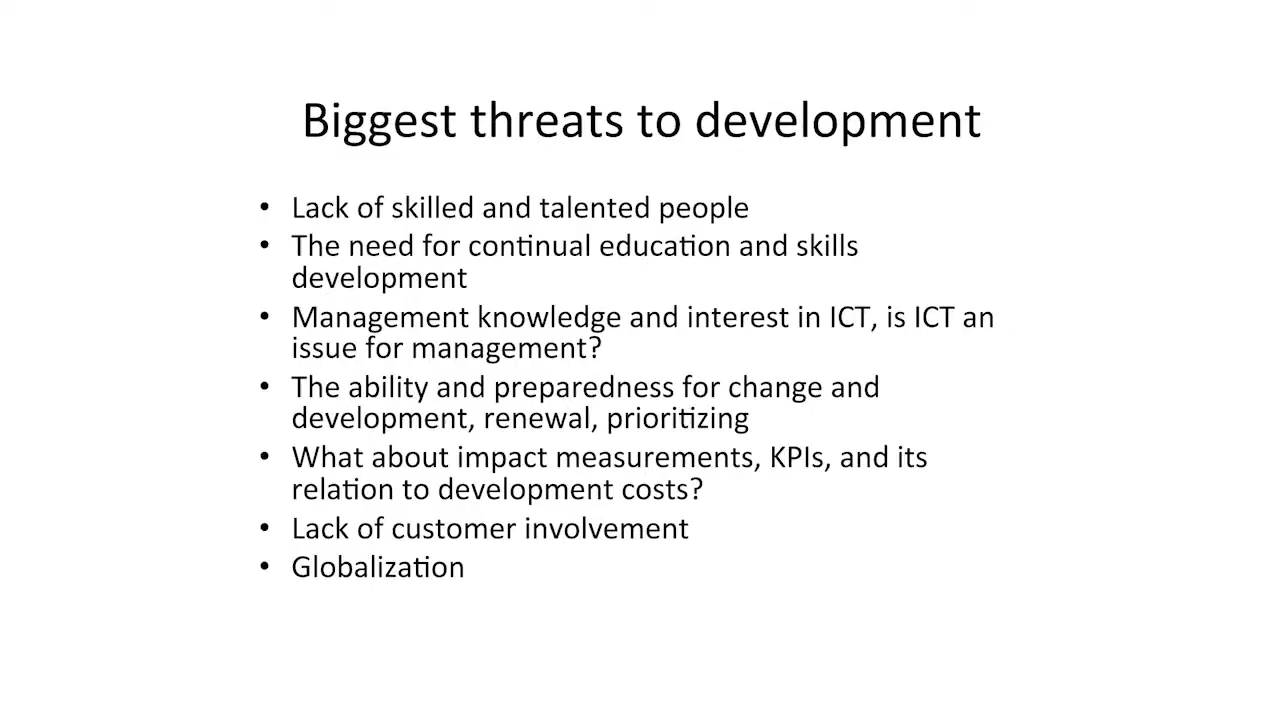 Biggest threats to development
• Lack of skilled and talented people
• The need for continual education and skills
development
• Management knowledge and interest in ICT, is ICT an
issue for management?
• The ability and preparedness for change and
development, renewal, prioritizing
• What about impact measurements, KPIs, and its
relation to development costs?
• Lack of customer involvement
• Globalization